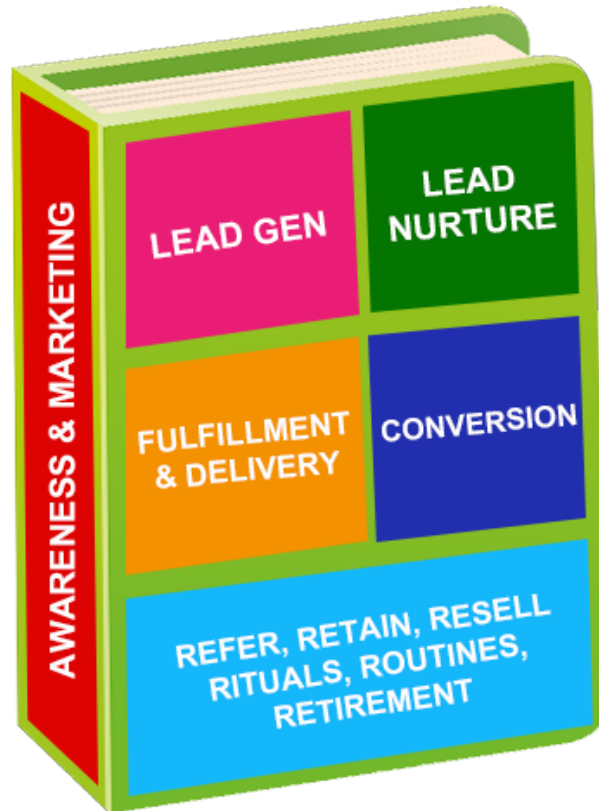 AWARENESS & MARKETING
LEAD GEN
LEAD
NURTURE
FULFILLMENT
& DELIVERY
CONVERSION
REFER, RETAIN, RESELL
RITUALS, ROUTINES,
RETIREMENT